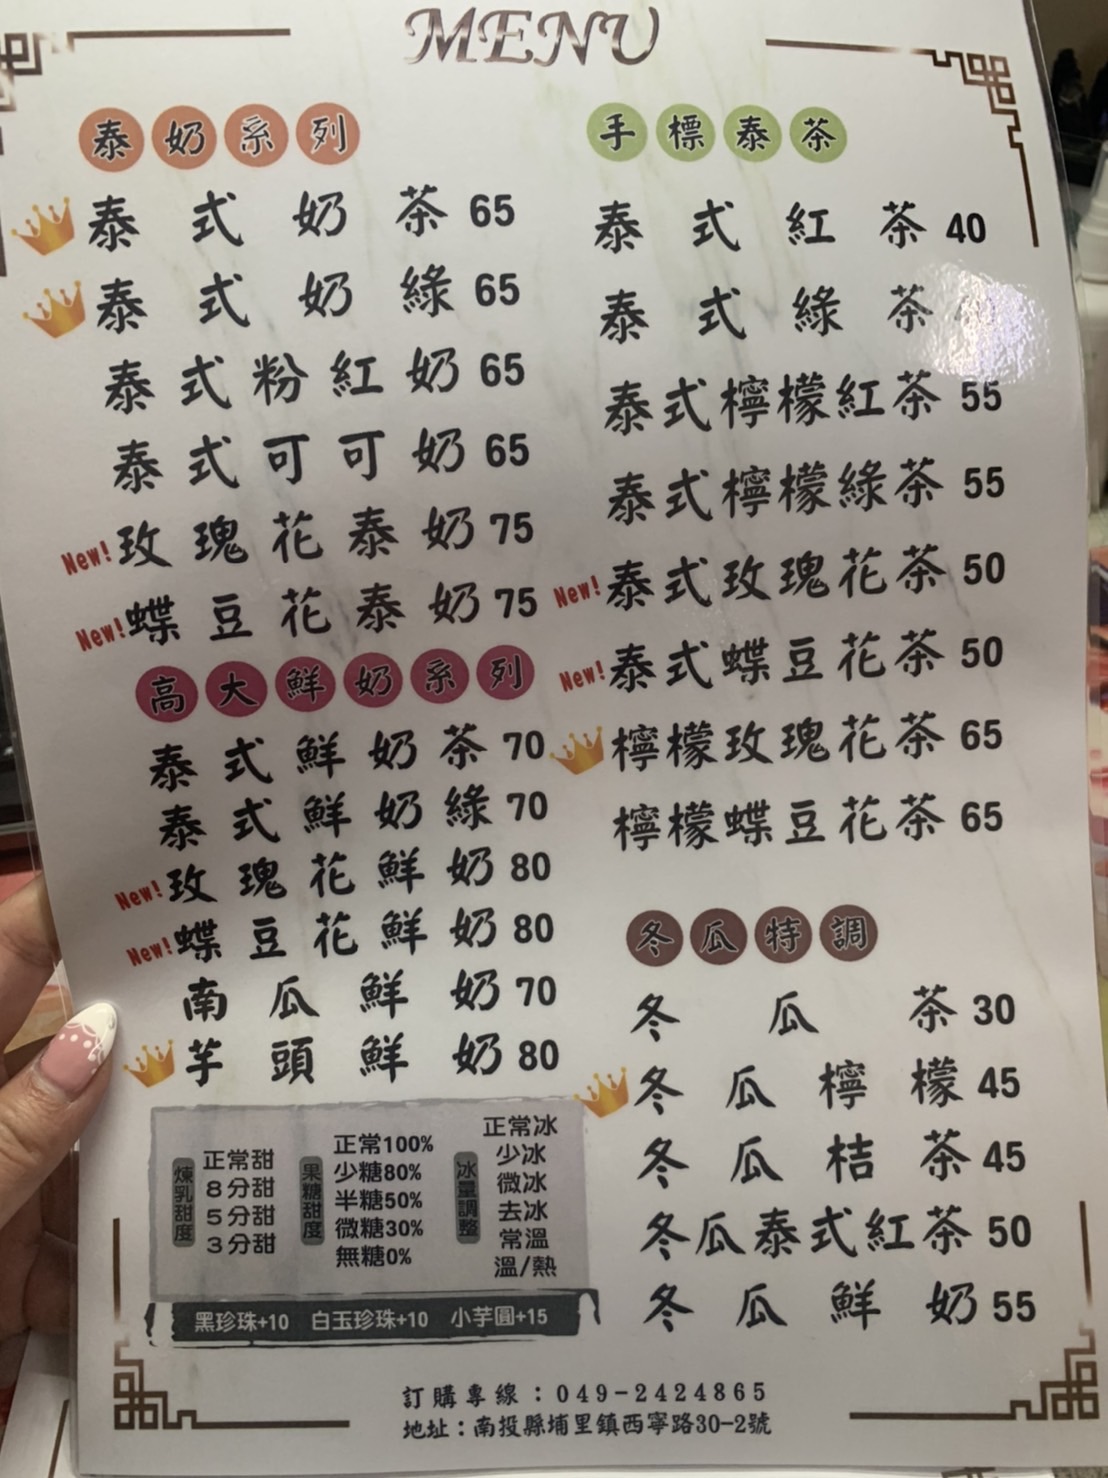 MENU
泰奶系列
泰式奶茶 65
泰式奶綠 65
泰式粉紅奶 65
泰式可可奶 65
New! 玫瑰花泰奶 75
New! 蝶豆花泰奶 75
高大鮮奶系列
泰式鮮奶茶 70
泰式鮮奶綠 70
New! 玫瑰花鮮奶 80
New! 蝶豆花鮮奶 80
南瓜鮮奶 70
芋頭鮮奶 80
煉乳甜度
正常甜
8分甜
5分甜
3分甜
果糖甜度
正常100%
少糖80%
半糖50%
微糖30%
無糖0%
冰量調整
正常冰
少冰
微冰
去冰
常溫
溫/熱
黑珍珠+10 白玉珍珠+10 小芋圓+15
手標泰茶
泰式紅茶 40
泰式綠茶
泰式檸檬紅茶 55
泰式檸檬綠茶 55
New! 泰式玫瑰花茶 50
New! 泰式蝶豆花茶 50
檸檬玫瑰花茶 65
檸檬蝶豆花茶 65
冬瓜特調
冬瓜茶 30
冬瓜檸檬 45
冬瓜桔茶 45
冬瓜泰式紅茶 50
冬瓜鮮奶 55
訂購專線：049-2424865
地址：南投縣埔里鎮西寧路30-2號